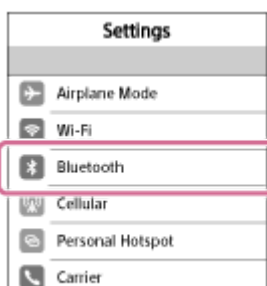 Settings
Airplane Mode
Wi-Fi
Bluetooth
Cellular
Personal Hotspot
Carrier